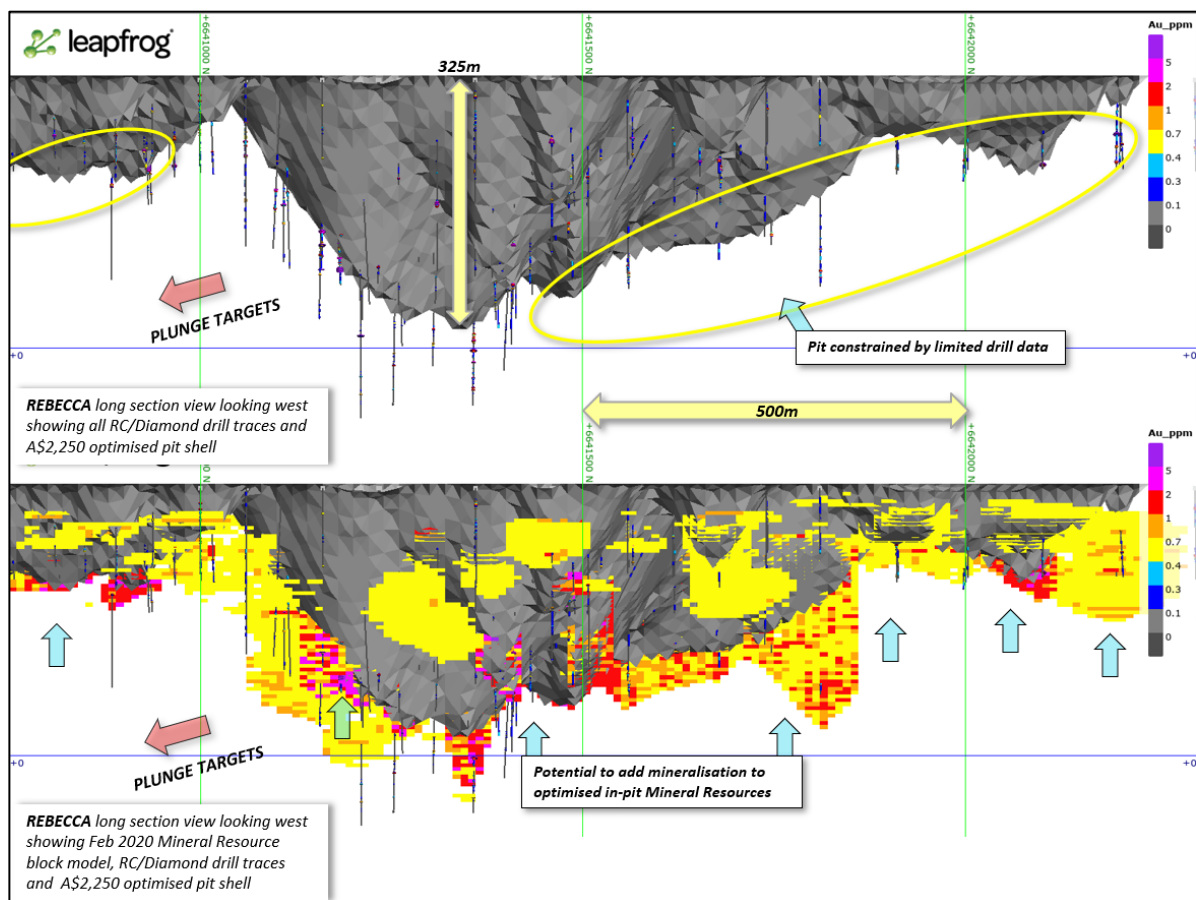 leapfrog
+6641000 N
+6641500 N
+6642000 N
Au_ppm
325m
5
2
1
0.7
0.4
0.3
0.1
0
PLUNGE TARGETS
Pit constrained by limited drill data
+0
+0
REBECCA long section view looking west
showing all RC/Diamond drill traces and
A$2,250 optimised pit shell
500m
+6641500 N
+6642000 N
Au_ppm
0 N
5
2
1
0.7
0.4
0.3
0.1
0
PLUNGE TARGETS
+0
+0
Potential to add mineralisation to
optimised in-pit Mineral Resources
REBECCA long section view looking west
showing Feb 2020 Mineral Resource
block model, RC/Diamond drill traces
and A$2,250 optimised pit shell